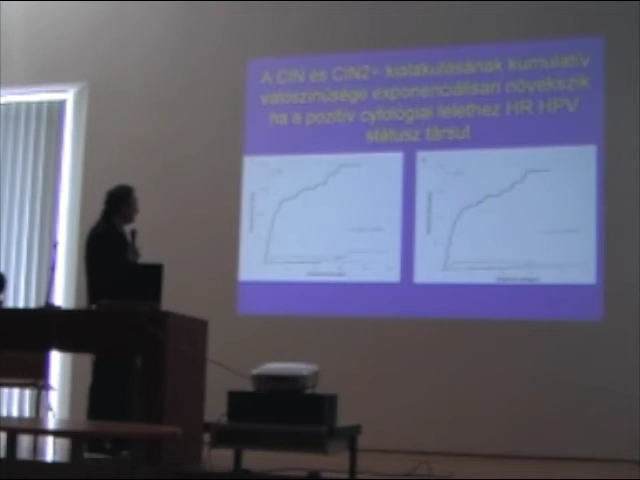 A CIN és CIN2+ kialakulásának kumulatív
valószínűsége exponenciálisan növekszik
ha a pozitív cytológiai lelethez HR HPV
státusz társul